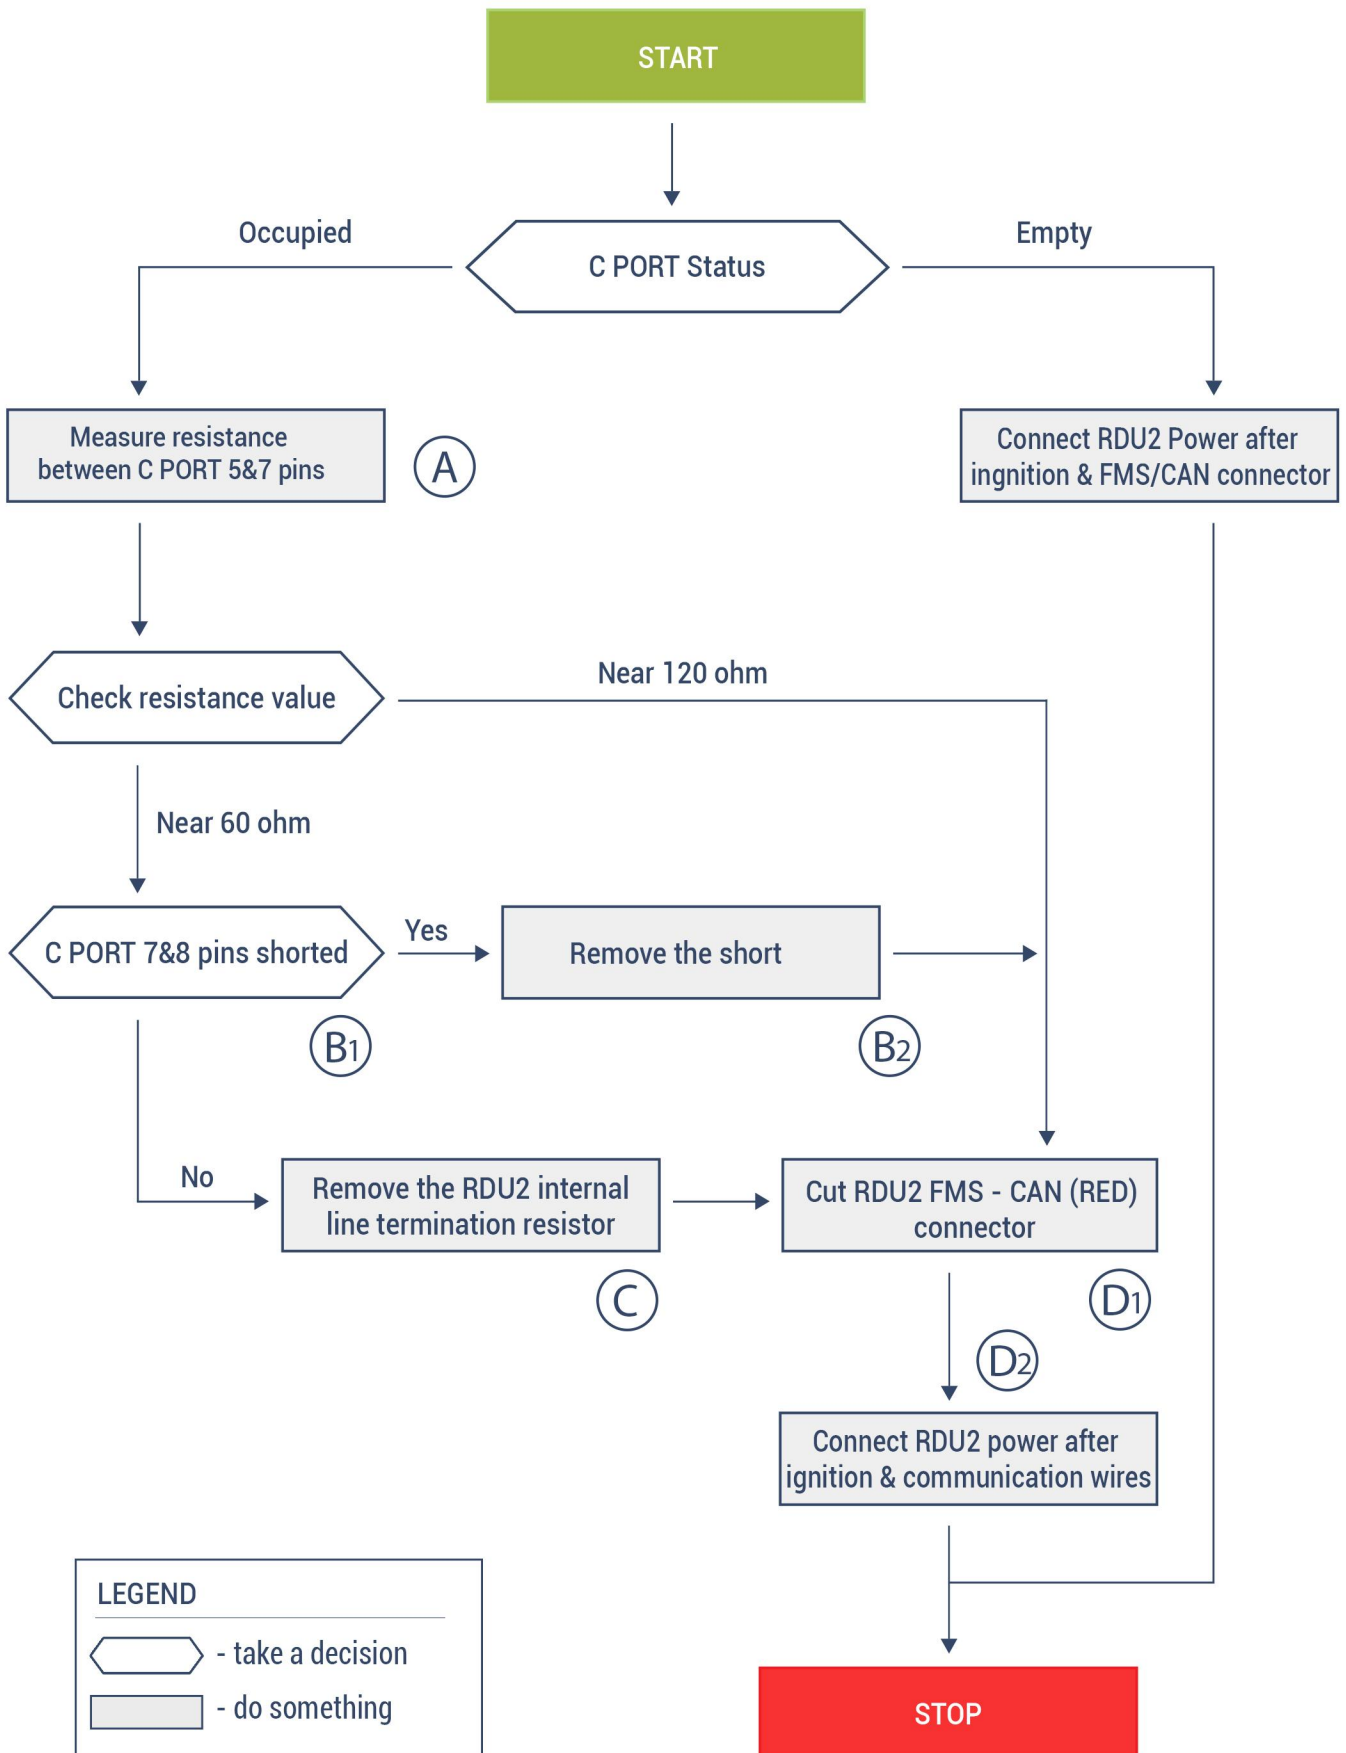 START
Occupied
Empty
C PORT Status
Measure resistance
between C PORT 5&7 pins
A
Connect RDU2 Power after
ingnition & FMS/CAN connector
Check resistance value
Near 120 ohm
Near 60 ohm
C PORT 7&8 pins shorted
Yes
Remove the short
B1
B2
No
Remove the RDU2 internal
line termination resistor
Cut RDU2 FMS - CAN (RED)
connector
C
D1
D2
Connect RDU2 power after
ignition & communication wires
LEGEND
- take a decision
- do something
STOP